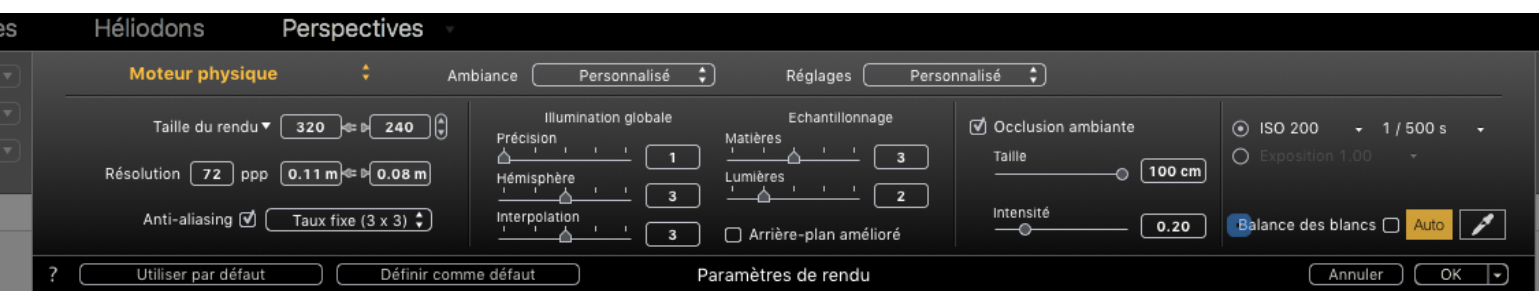 Héliodons Perspectives
Moteur physique Ambiance Personnalisé Réglages Personnalisé
Illumination globale Echantillonnage
Taille du rendu 320 240 Précision 1 Matières 3 Occlusion ambiante ISO 200 1 / 500 s
Taille 100 cm Exposition 1.00
Résolution 72 ppp 0.11 m 0.08 m Hémisphère 3 Lumières 2
Anti-aliasing Taux fixe (3 x 3) Interpolation 3 Arrière-plan amélioré Intensité 0.20 Balance des blancs Auto
? Utiliser par défaut Définir comme défaut Paramètres de rendu Annuler OK